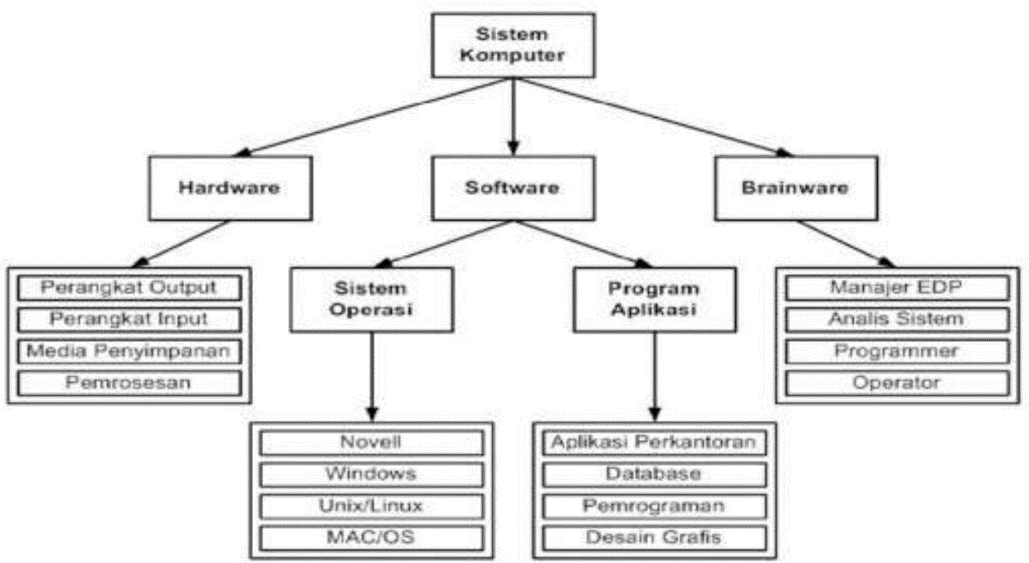 Sistem
Komputer
Hardware
Software
Brainware
Perangkat Output
Perangkat Input
Media Penyimpanan
Pemrosesan
Sistem
Operasi
Program
Aplikasi
Manajer EDP
Analis Sistem
Programmer
Operator
Novell
Windows
Unix/Linux
MAC/OS
Aplikasi Perkantoran
Database
Pemrograman
Desain Grafis